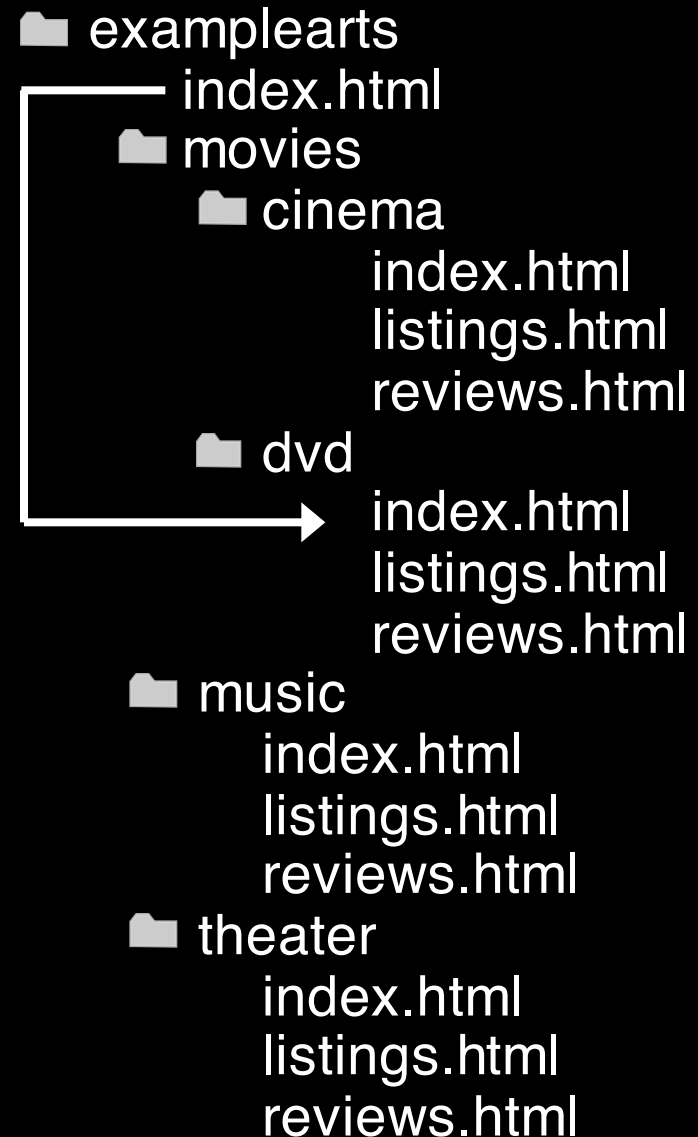 examplearts
index.html
movies
cinema
index.html
listings.html
reviews.html
dvd
index.html
listings.html
reviews.html
music
index.html
listings.html
reviews.html
theater
index.html
listings.html
reviews.html